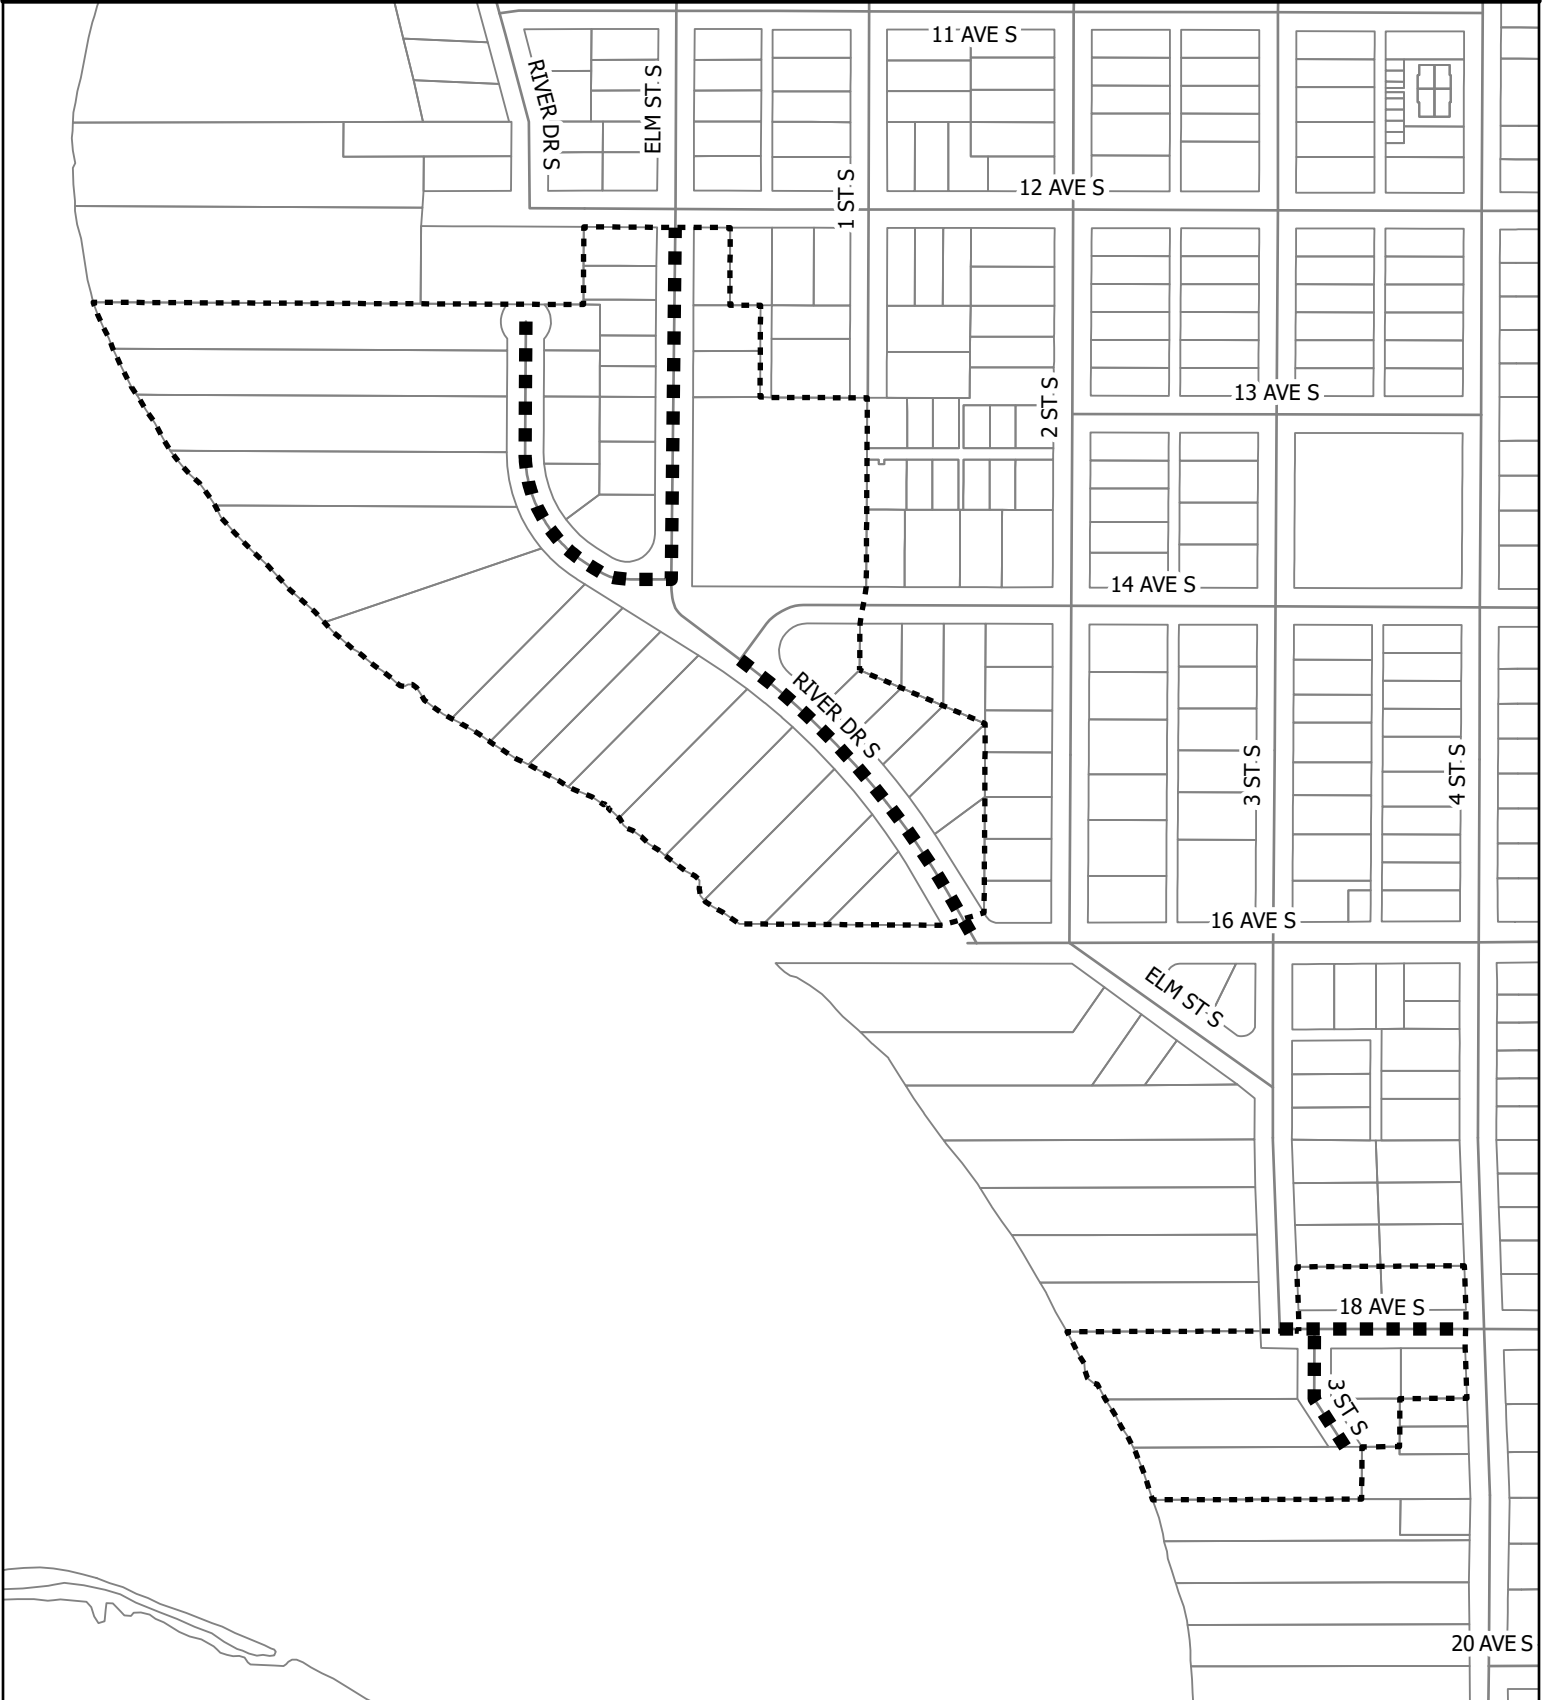 11 AVE S
RIVER DR S
ELM ST S
12 AVE S
1 ST S
13 AVE S
2 ST S
14 AVE S
RIVER DR S
3 ST S
4 ST S
16 AVE S
ELM ST S
18 AVE S
3 ST S
20 AVE S